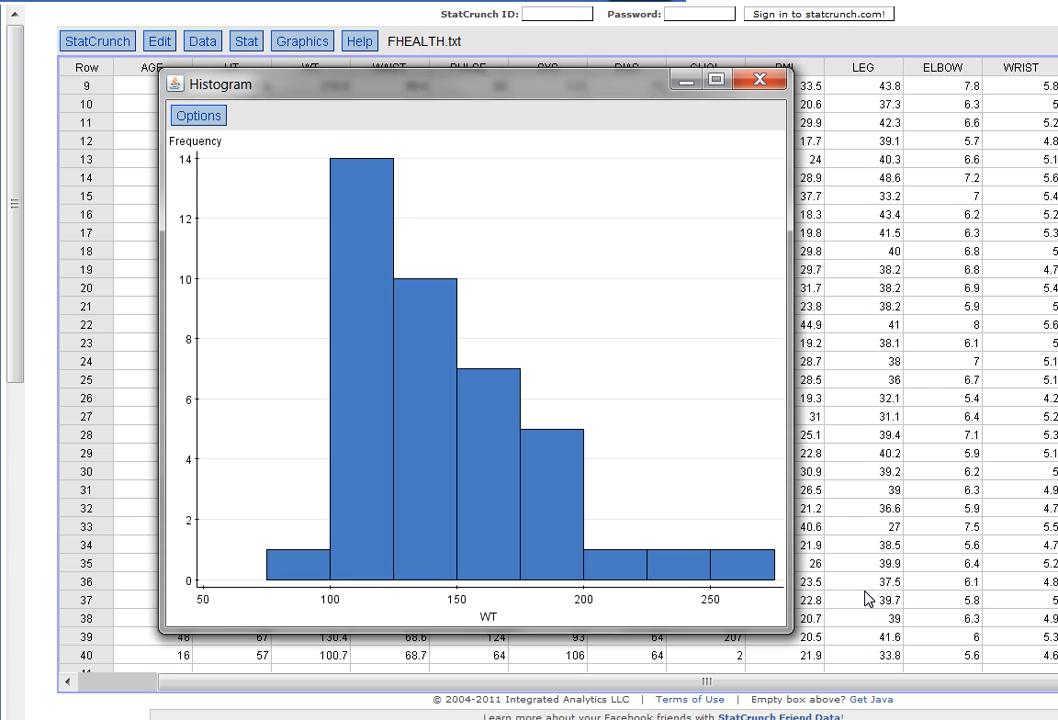 StatCrunch ID: Password: Sign in to statcrunch.com!
StatCrunch Edit Data Stat Graphics Help FHEALTH.txt
Row AGE LEG ELBOW WRIST
Histogram
9 33.5 43.8 7.8 5.8
Options
10 20.6 37.3 6.3 5
11 29.9 42.3 6.6 5.2
Frequency
12 17.7 39.1 5.7 4.8
14
13 24 40.3 6.6 5.1
14 28.9 48.6 7.2 5.6
15 37.7 33.2 7 5.4
12
16 18.3 43.4 6.2 5.2
17 19.8 41.5 6.3 5.3
18 29.8 40 6.8 5
10
19 29.7 38.2 6.8 4.7
20 31.7 38.2 6.9 5.4
21 23.8 38.2 5.9 5
22 44.9 41 8 5.6
8
23 19.2 38.1 6.1 5
24 28.7 38 7 5.1
25 28.5 36 6.7 5.1
6
26 19.3 32.1 5.4 4.2
27 31 31.1 6.4 5.2
28 25.1 39.4 7.1 5.3
4
29 22.8 40.2 5.9 5.1
30 30.9 39.2 6.2 5
31 26.5 39 6.3 4.9
32 21.2 36.6 5.9 4.7
2
33 40.6 27 7.5 5.5
34 21.9 38.5 5.6 4.7
35 26 39.9 6.4 5.2
0
36 23.5 37.5 6.1 4.8
50 100 150 200 250
37 22.8 39.7 5.8 5
WT
38 20.7 39 6.3 4.9
39 48 67 130.4 68.6 124 93 64 207 20.5 41.6 6 5.3
40 16 57 100.7 68.7 64 106 64 2 21.9 33.8 5.6 4.6
© 2004-2011 Integrated Analytics LLC | Terms of Use | Empty box above? Get Java
Learn more about your Facebook friends with StatCrunch Friend Data!